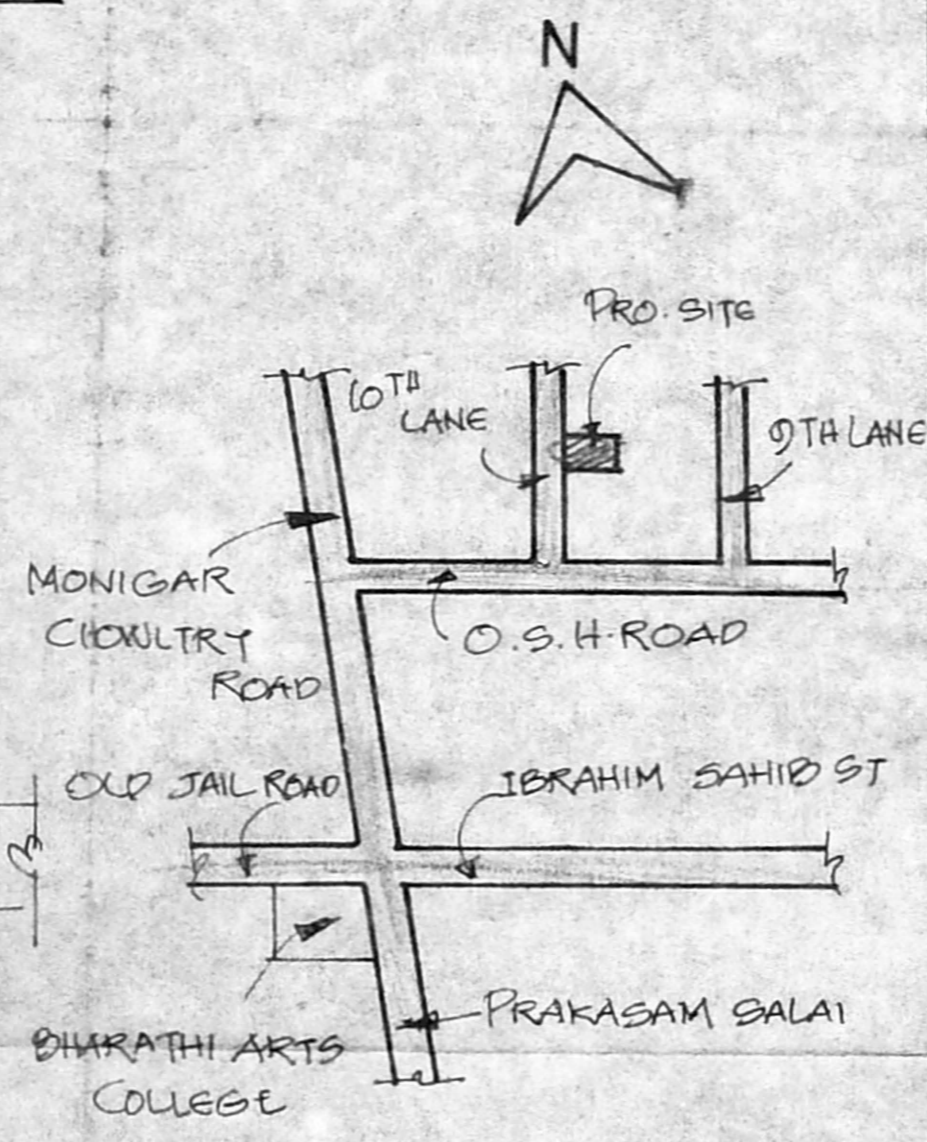 N
PRO. SITE
10TH
LANE
9TH LANE
MONIGAR
CHOWLTRY
ROAD
O.S.H. ROAD
OLD JAIL ROAD
IBRAHIM SAHIB ST
PRAKASAM SALAI
BHARATHI ARTS
COLLEGE